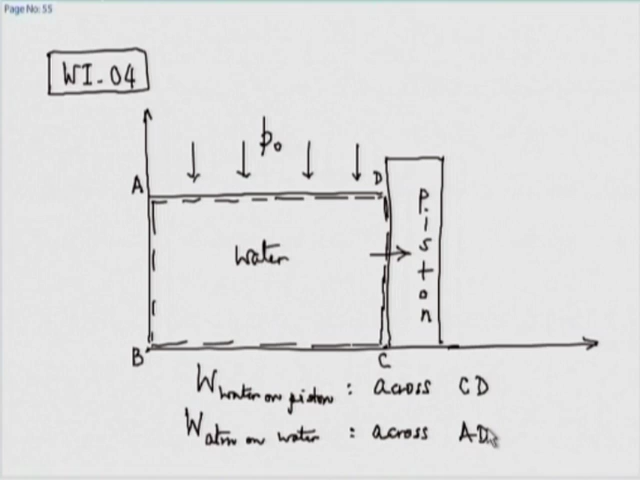 Page No: 55
WI-04
p₀
A
D
water
piston
B
C
W water on piston : across CD
W atm on water : across AD